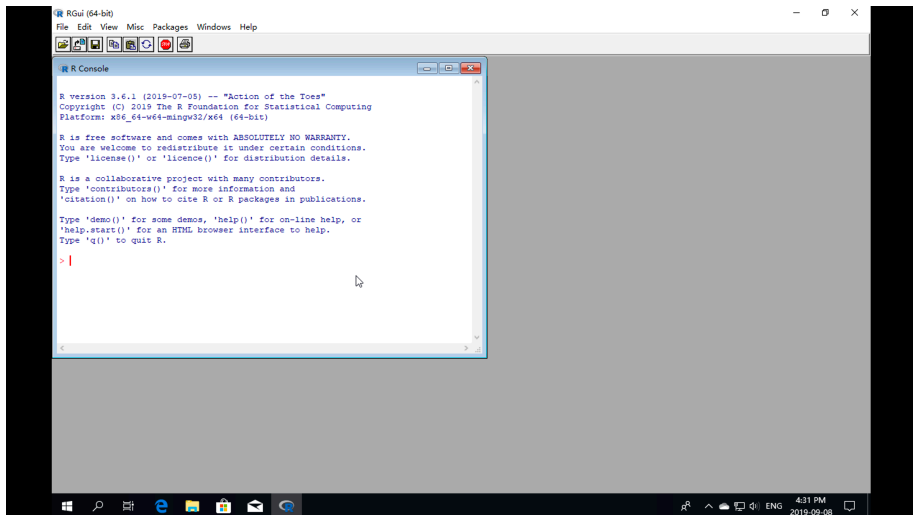 RGui (64-bit)
File Edit View Misc Packages Windows Help
STOP
R Console
R version 3.6.1 (2019-07-05) -- "Action of the Toes"
Copyright (C) 2019 The R Foundation for Statistical Computing
Platform: x86_64-w64-mingw32/x64 (64-bit)
R is free software and comes with ABSOLUTELY NO WARRANTY.
You are welcome to redistribute it under certain conditions.
Type 'license()' or 'licence()' for distribution details.
R is a collaborative project with many contributors.
Type 'contributors()' for more information and
'citation()' on how to cite R or R packages in publications.
Type 'demo()' for some demos, 'help()' for on-line help, or
'help.start()' for an HTML browser interface to help.
Type 'q()' to quit R.
>
ENG
4:31 PM
2019-09-08